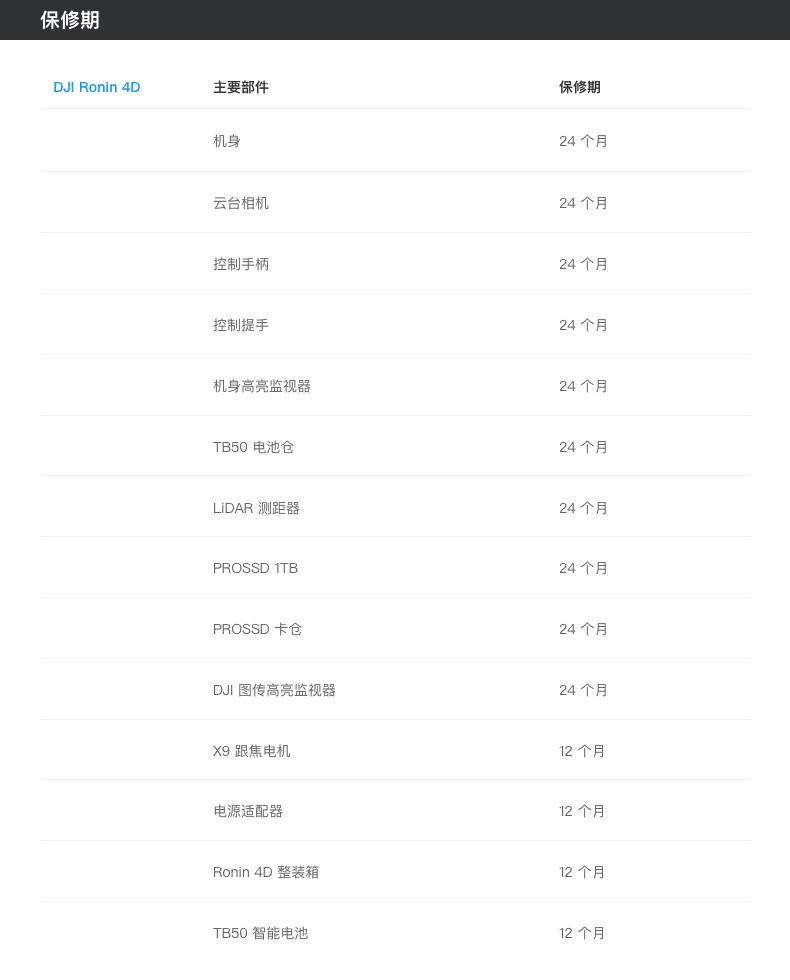 保修期
DJI Ronin 4D 主要部件 保修期
机身 24 个月
云台相机 24 个月
控制手柄 24 个月
控制提手 24 个月
机身高亮监视器 24 个月
TB50 电池仓 24 个月
LiDAR 测距器 24 个月
PROSSD 1TB 24 个月
PROSSD 卡仓 24 个月
DJI 图传高亮监视器 24 个月
X9 跟焦电机 12 个月
电源适配器 12 个月
Ronin 4D 整装箱 12 个月
TB50 智能电池 12 个月